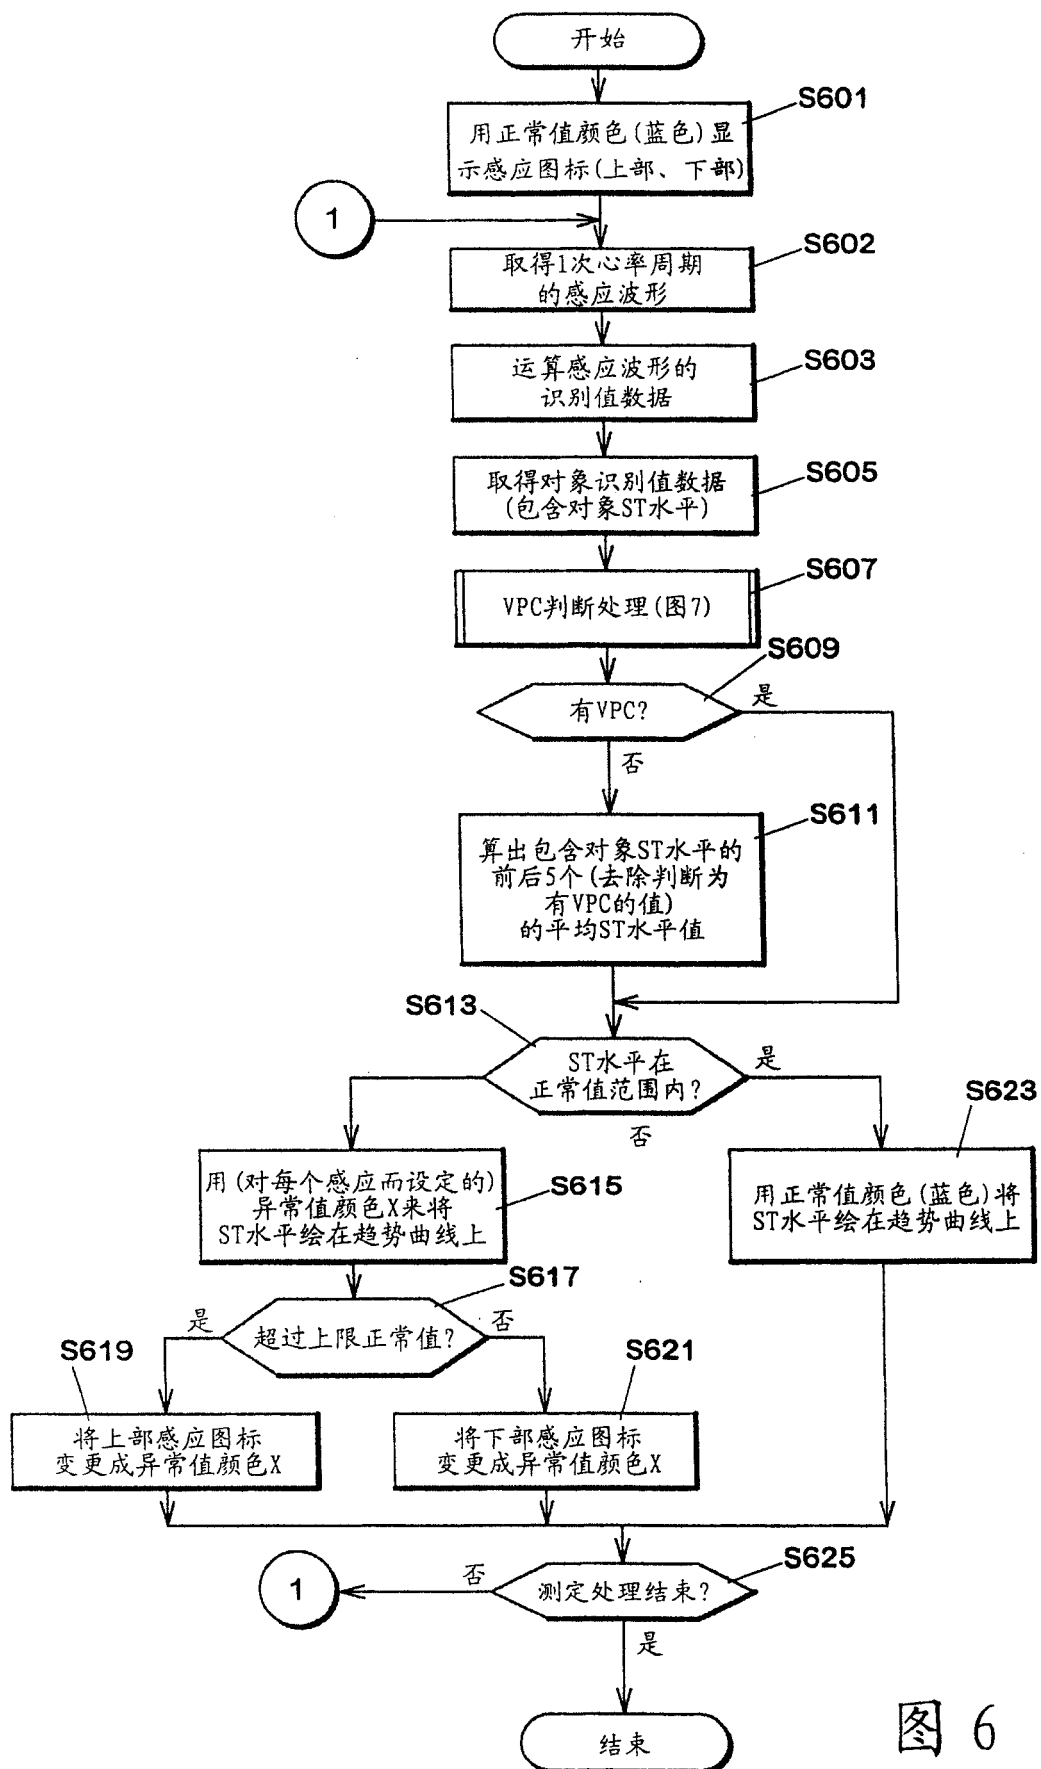 开始
S601
用正常值颜色(蓝色)显
示感应图标(上部、下部)
1
S602
取得1次心率周期
的感应波形
S603
运算感应波形的
识别值数据
S605
取得对象识别值数据
(包含对象ST水平)
S607
VPC判断处理(图7)
S609
有VPC?
是
否
S611
算出包含对象ST水平的
前后5个(去除判断为
有VPC的值)
的平均ST水平值
S613
ST水平在
正常值范围内?
是
否
S623
用(对每个感应而设定的)
异常值颜色X来将
ST水平绘在趋势曲线上
S615
用正常值颜色(蓝色)将
ST水平绘在趋势曲线上
S617
超过上限正常值?
是
否
S619
S621
将上部感应图标
变更成异常值颜色X
将下部感应图标
变更成异常值颜色X
S625
1
否
测定处理结束?
是
结束
图 6